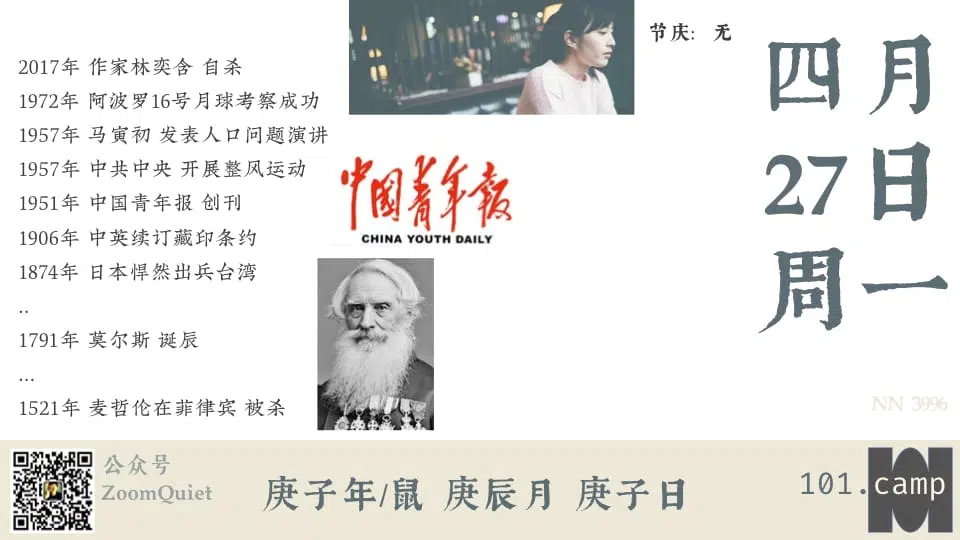 节庆: 无
四月
27日
周一
2017年 作家林奕含 自杀
1972年 阿波罗16号月球考察成功
1957年 马寅初 发表人口问题演讲
1957年 中共中央 开展整风运动
1951年 中国青年报 创刊
1906年 中英续订藏印条约
1874年 日本悍然出兵台湾
..
1791年 莫尔斯 诞辰
...
1521年 麦哲伦在菲律宾 被杀
中国青年报
CHINA YOUTH DAILY
NN 3996
公众号
ZoomQuiet
庚子年/鼠 庚辰月 庚子日
101.camp